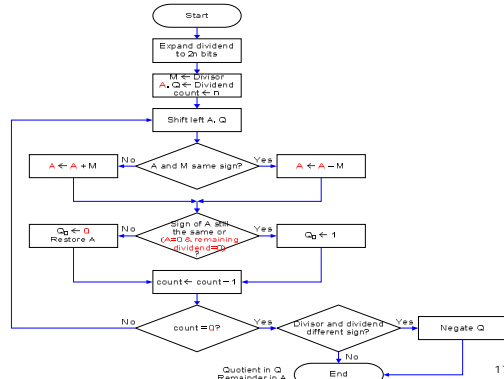 Start
Expand dividend
to 2n bits
M ← Divisor
A, Q ← Dividend
count ← n
Shift left A, Q
No
A and M same sign?
Yes
A ← A + M
A ← A − M
No
Sign of A still
the same or
(A=0 & remaining
dividend=0)
?
Yes
Q₀ ← 0
Restore A
Q₀ ← 1
count ← count − 1
No
count = 0?
Yes
Divisor and dividend
different sign?
Yes
Negate Q
No
Quotient in Q
Remainder in A
End